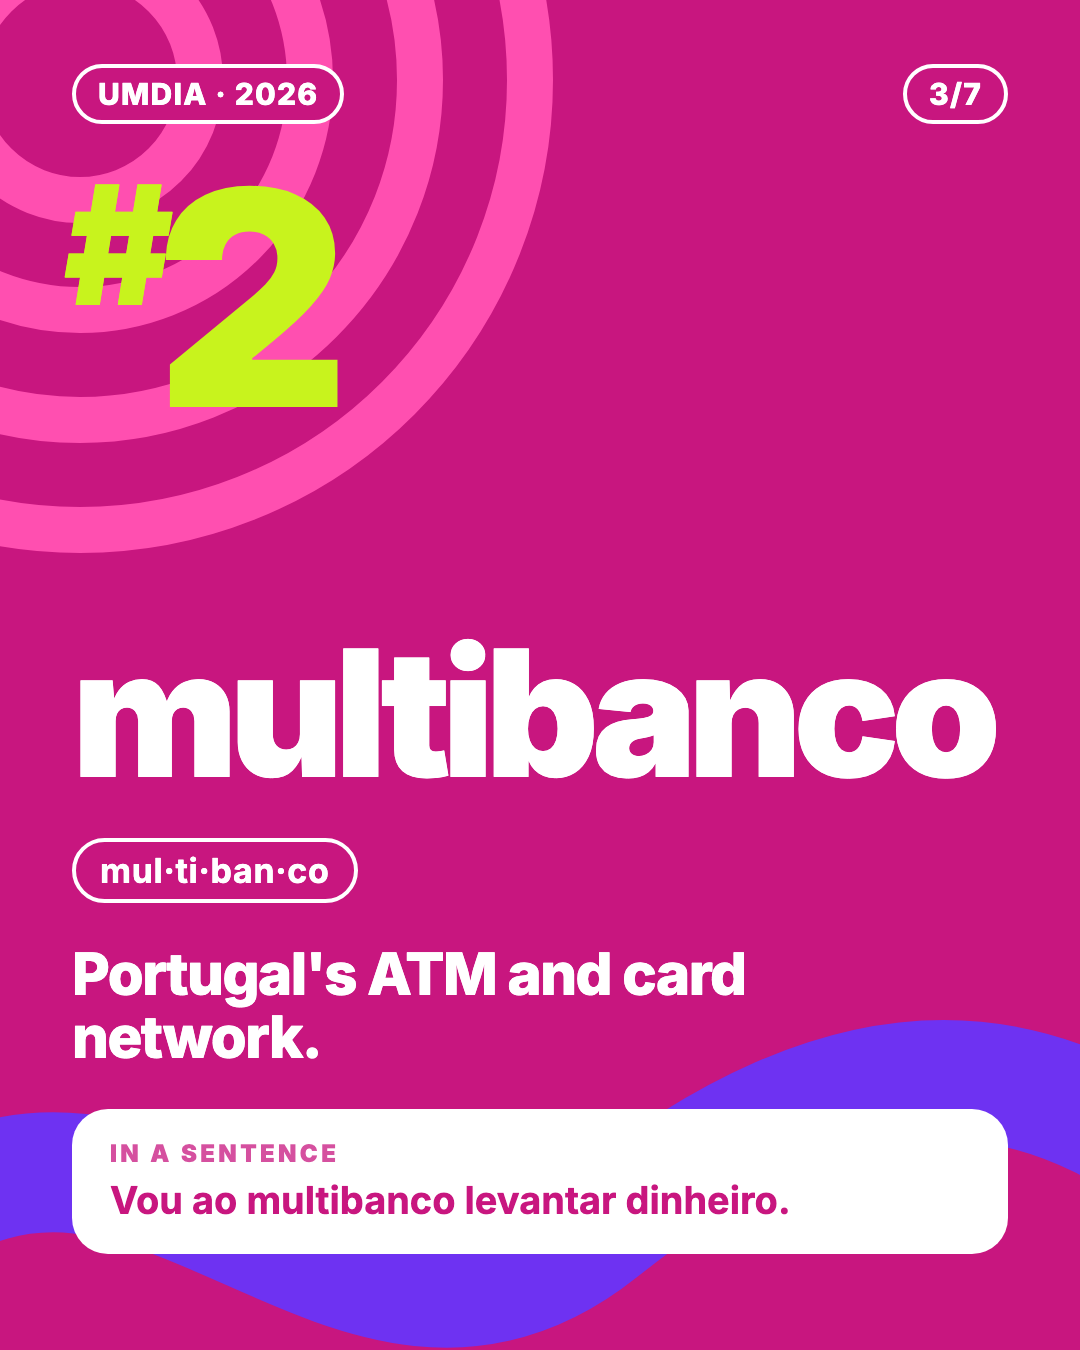 UMDIA · 2026
3/7
#2
multibanco
mul·ti·ban·co
Portugal's ATM and card
network.
IN A SENTENCE
Vou ao multibanco levantar dinheiro.